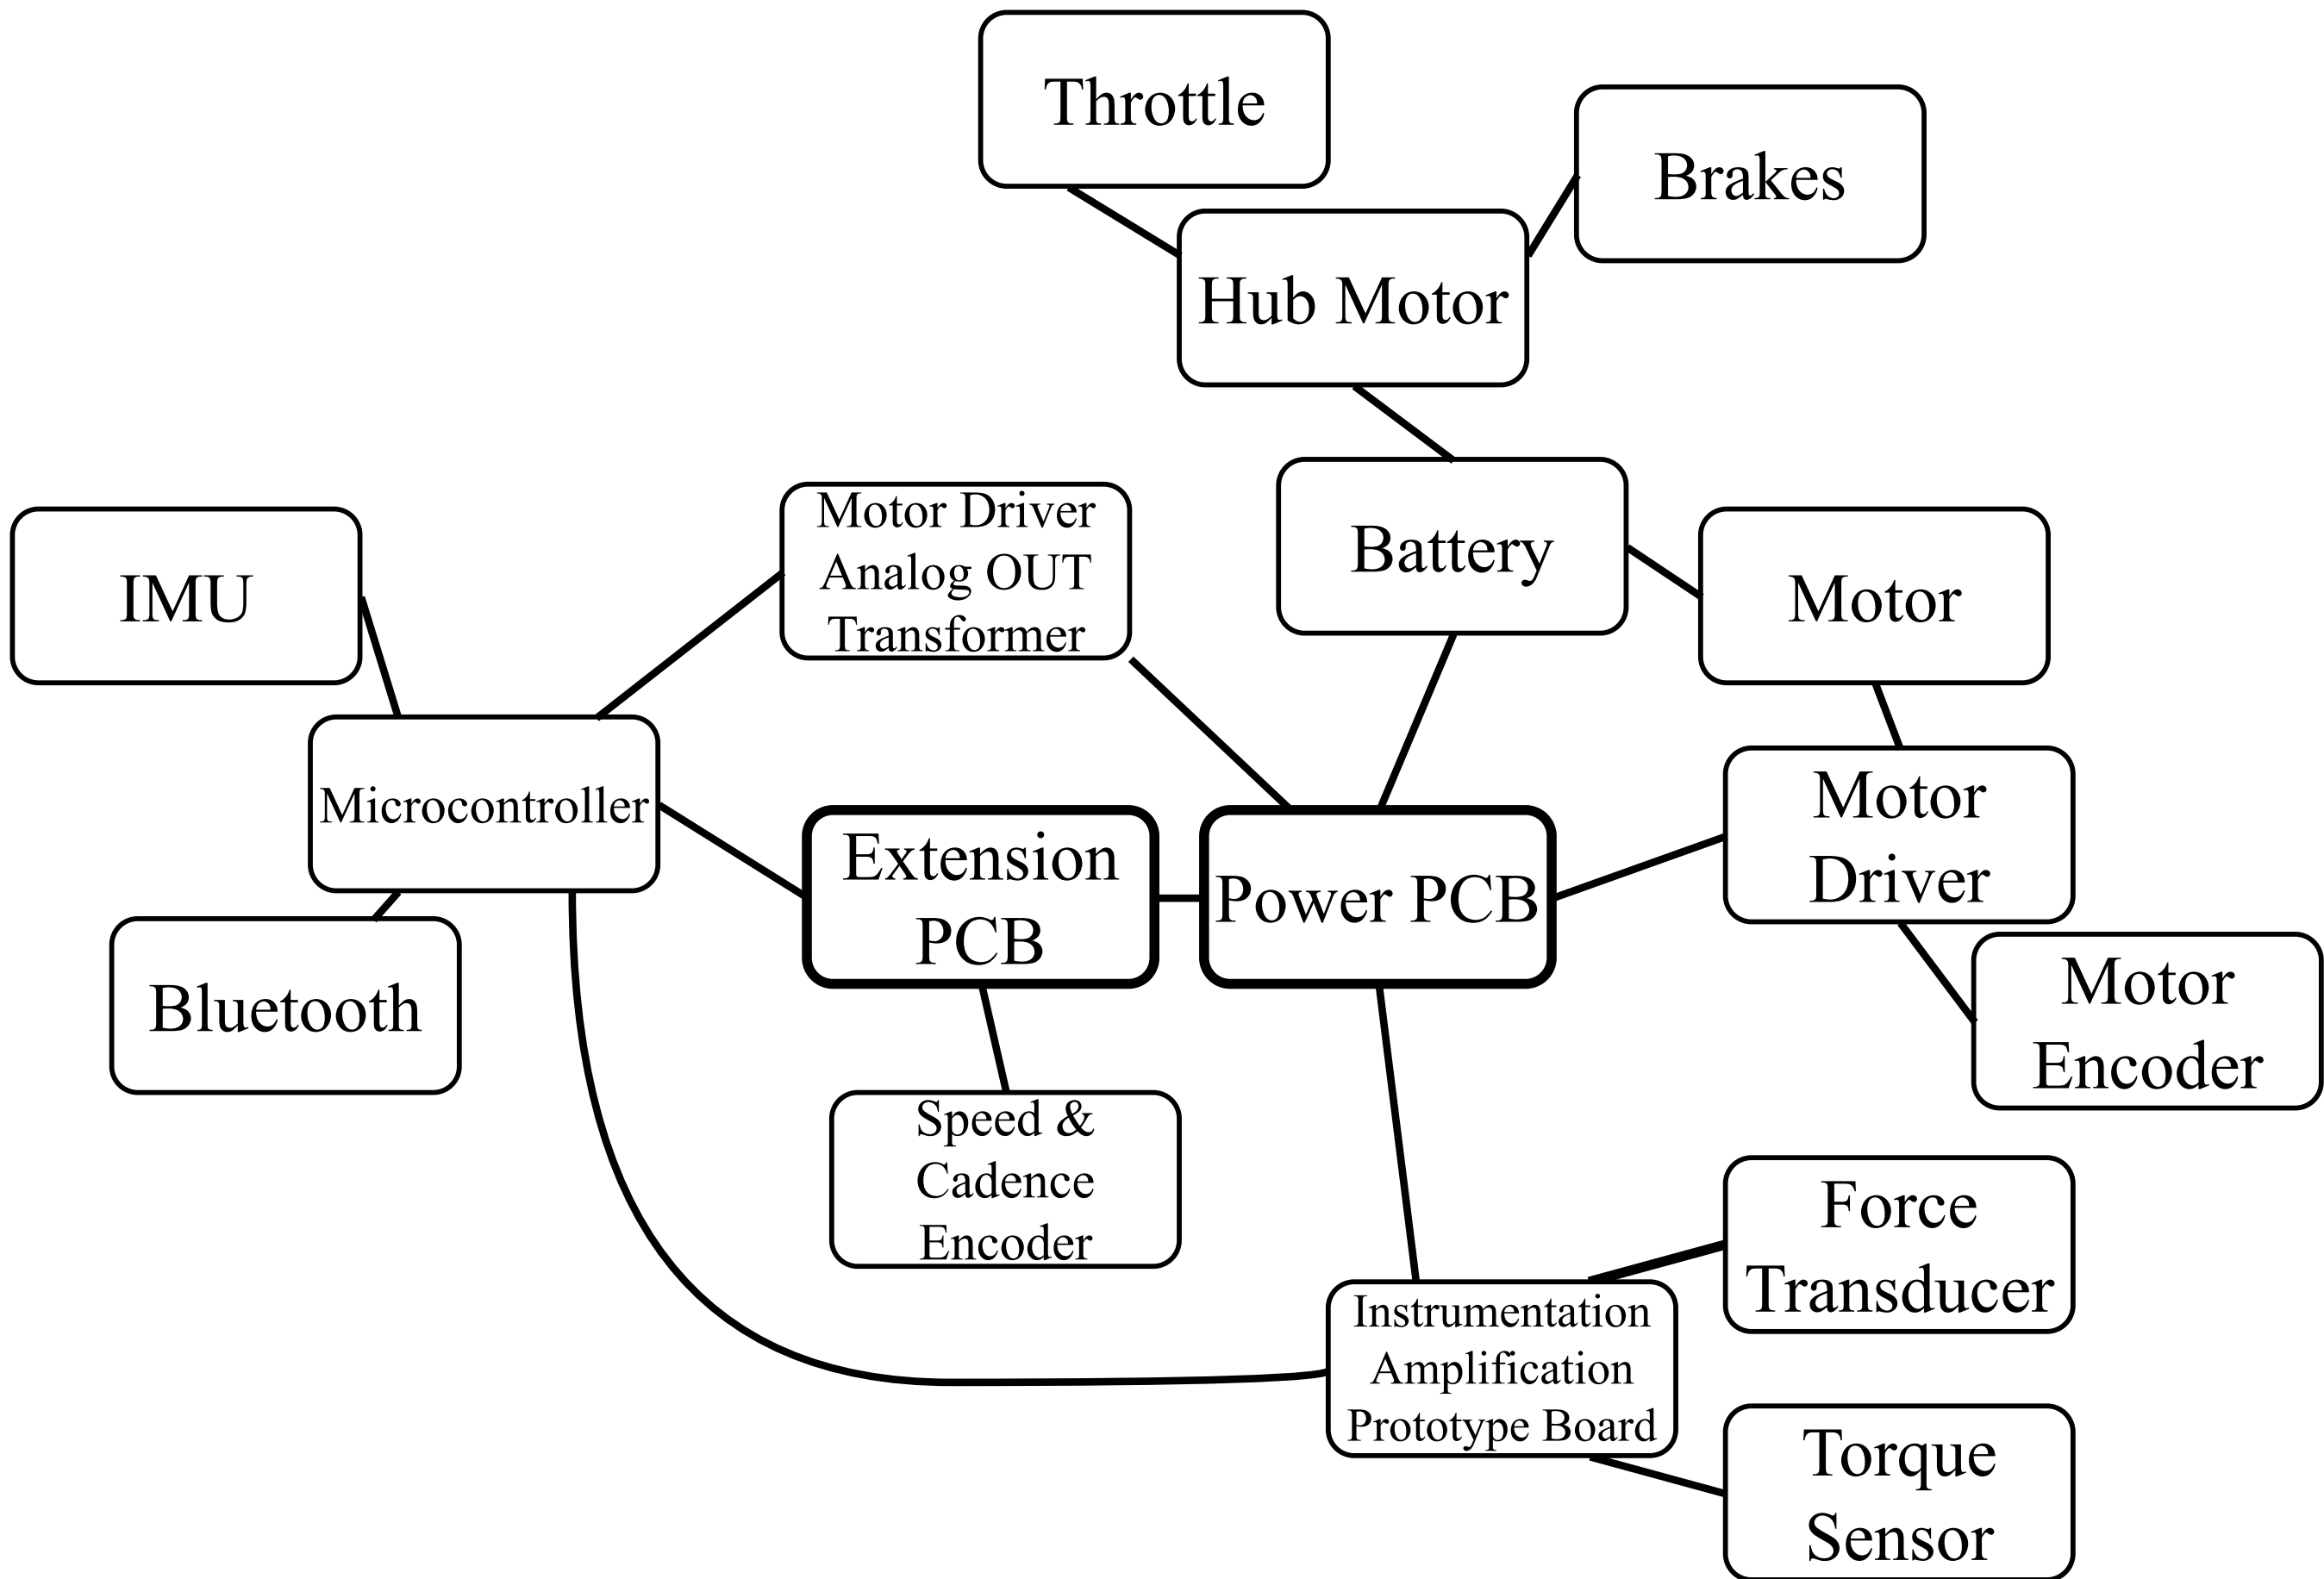 Throttle
Brakes
Hub Motor
Motor Driver
Analog OUT
Transformer
Battery
IMU
Motor
Microcontroller
Motor
Driver
Extension
PCB
Power PCB
Bluetooth
Motor
Encoder
Speed &
Cadence
Encoder
Force
Transducer
Instrumentation
Amplification
Prototype Board
Torque
Sensor